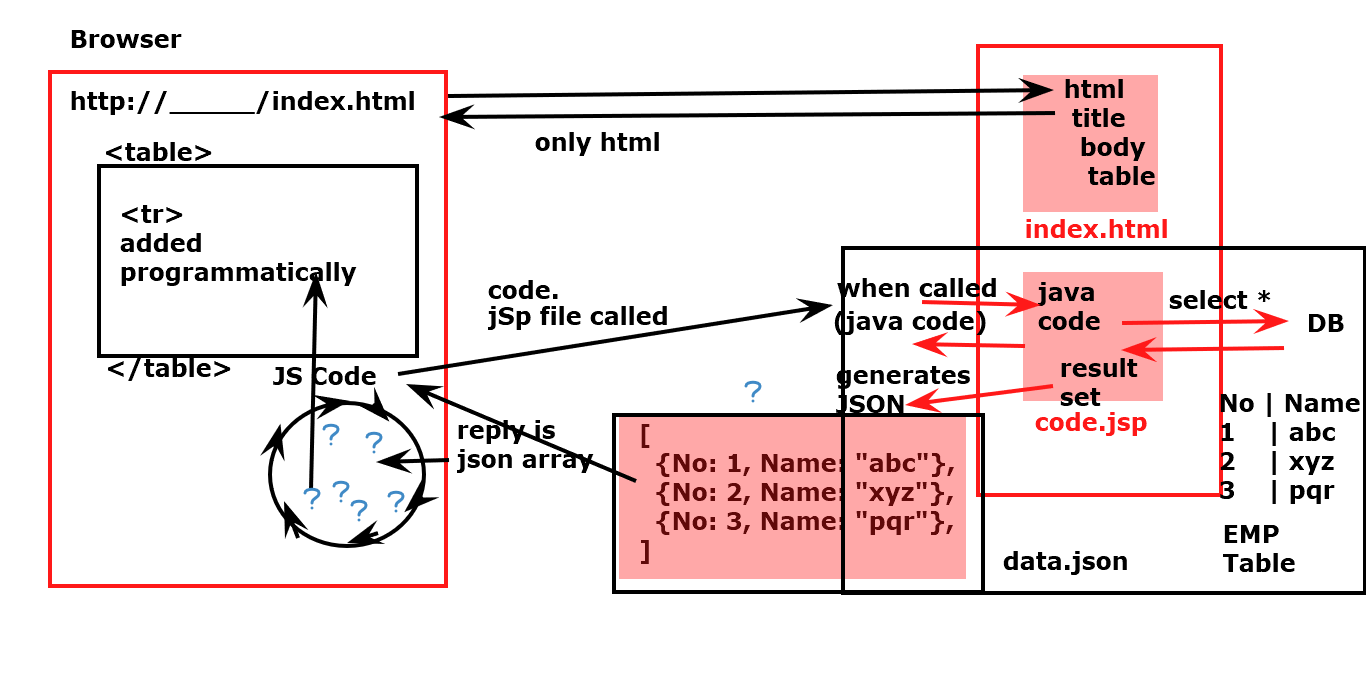 Browser
http://______/index.html
<table>
<tr>
added
programmatically
</table>
JS Code
? ? ? ? ? ?
only html
html
title
body
table
index.html
code.
jSp file called
when called
(java code)
generates
JSON
java
code
result
set
code.jsp
select *
DB
No | Name
1 | abc
2 | xyz
3 | pqr
EMP
Table
?
reply is
json array
[
{No: 1, Name: "abc"},
{No: 2, Name: "xyz"},
{No: 3, Name: "pqr"},
]
data.json